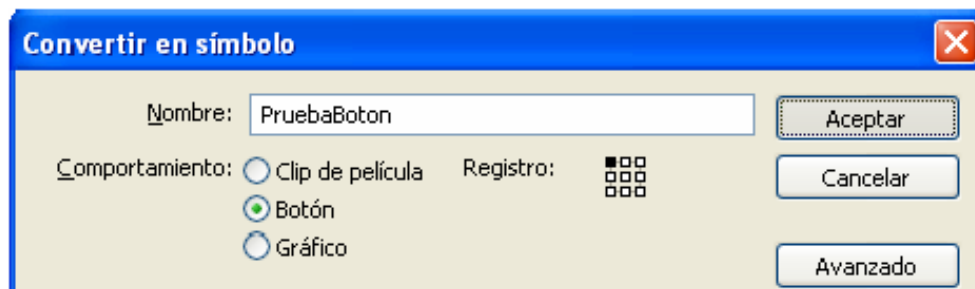 Convertir en símbolo
Nombre: PruebaBoton Aceptar
Comportamiento: Clip de película Registro: Cancelar
Botón
Gráfico
Avanzado